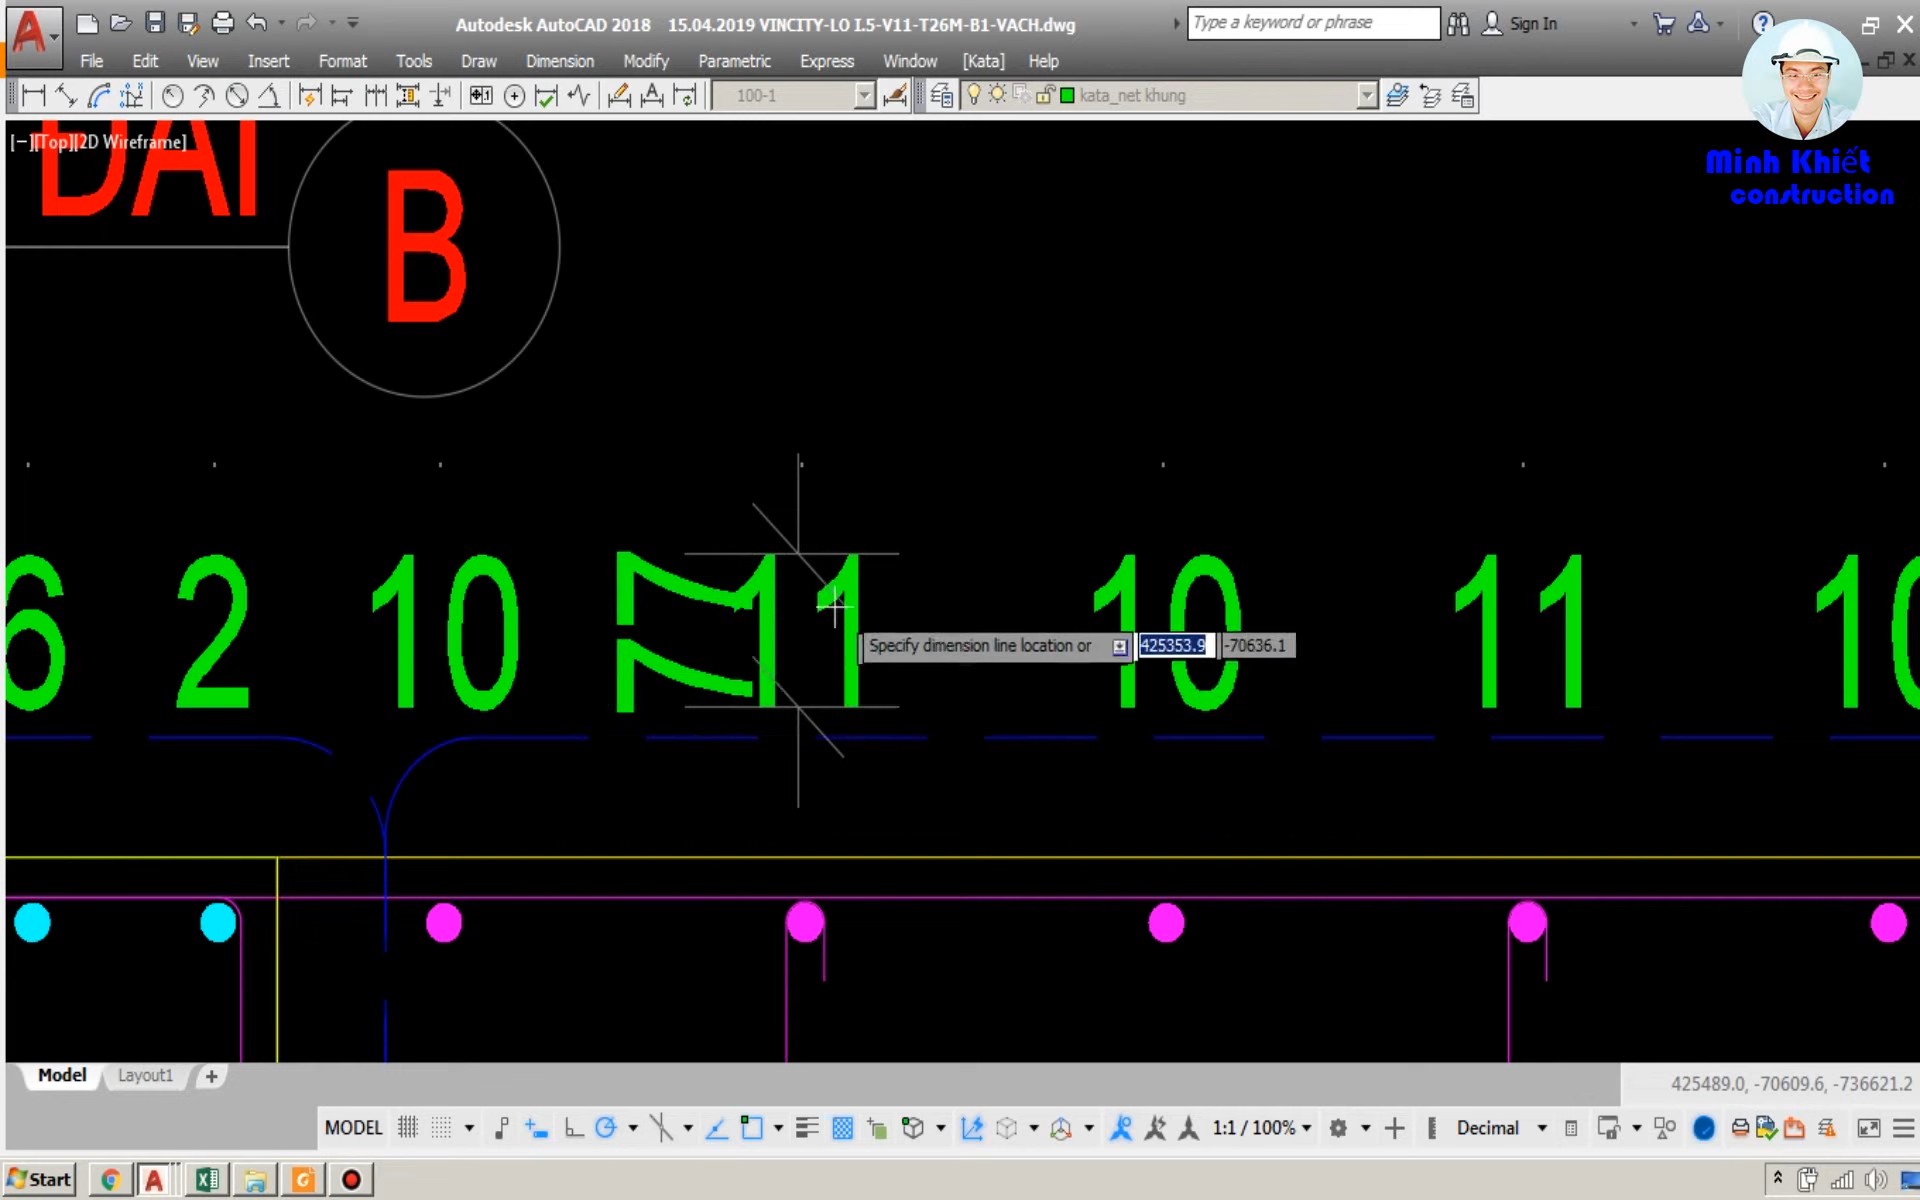 Autodesk AutoCAD 2018 15.04.2019 VINCITY-LO I.5-V11-T26M-B1-VACH.dwg
Type a keyword or phrase
Sign In
File Edit View Insert Format Tools Draw Dimension Modify Parametric Express Window [Kata] Help
100-1
kata_net khung
[−][Top][2D Wireframe]
Minh Khiết
construction
ĐAI
B
6 2 10 77 11 10 11 10
Specify dimension line location or 425353.9 -70636.1
Model Layout1 +
425489.0, -70609.6, -736621.2
MODEL 1:1 / 100% Decimal
Start